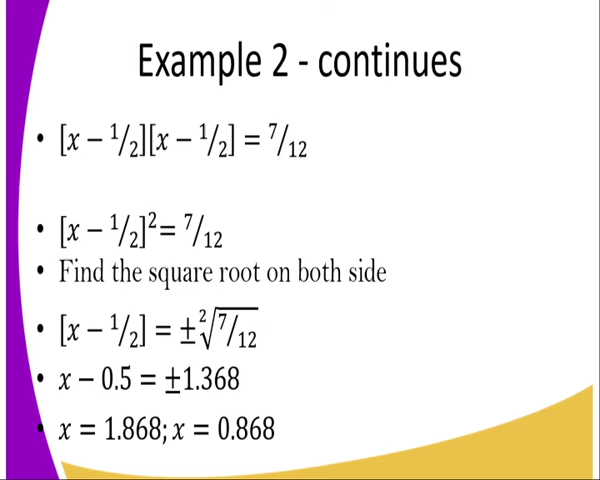 Example 2 - continues
• [x − 1/2][x − 1/2] = 7/12
• [x − 1/2]²= 7/12
• Find the square root on both side
• [x − 1/2] = ±²√7/12
• x − 0.5 = ±1.368
• x = 1.868; x = 0.868